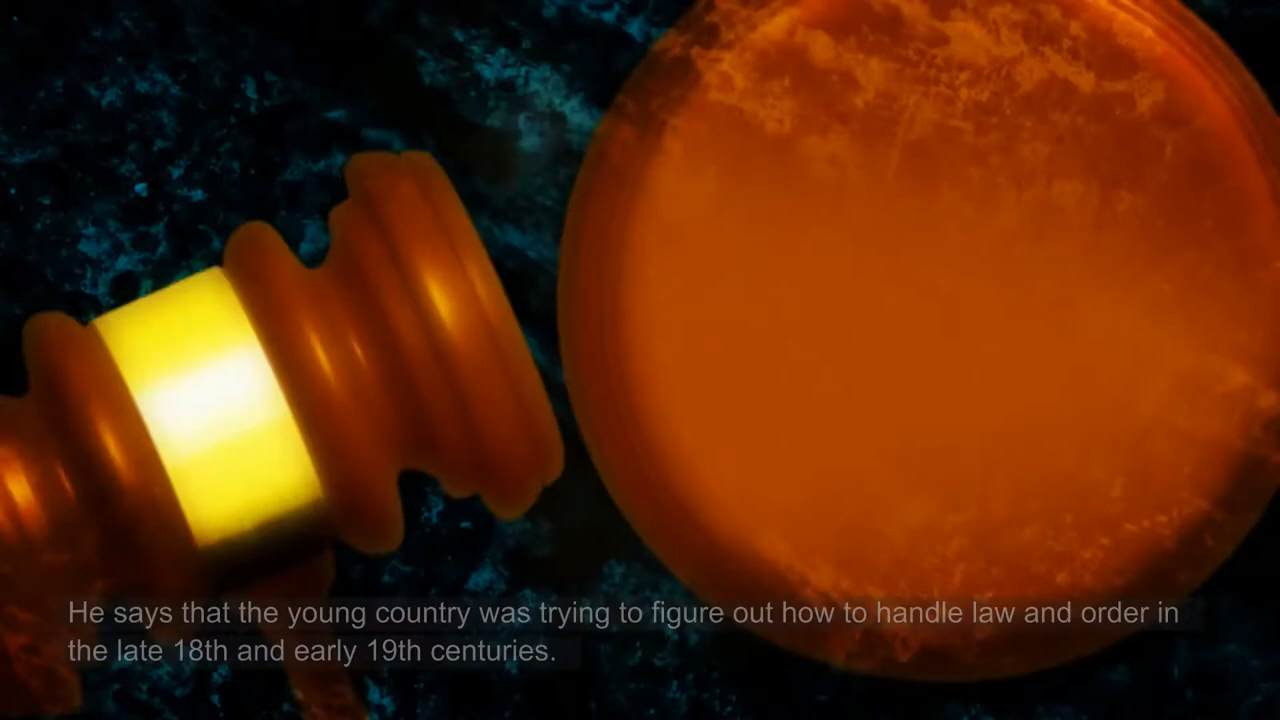 He says that the young country was trying to figure out how to handle law and order in
the late 18th and early 19th centuries.